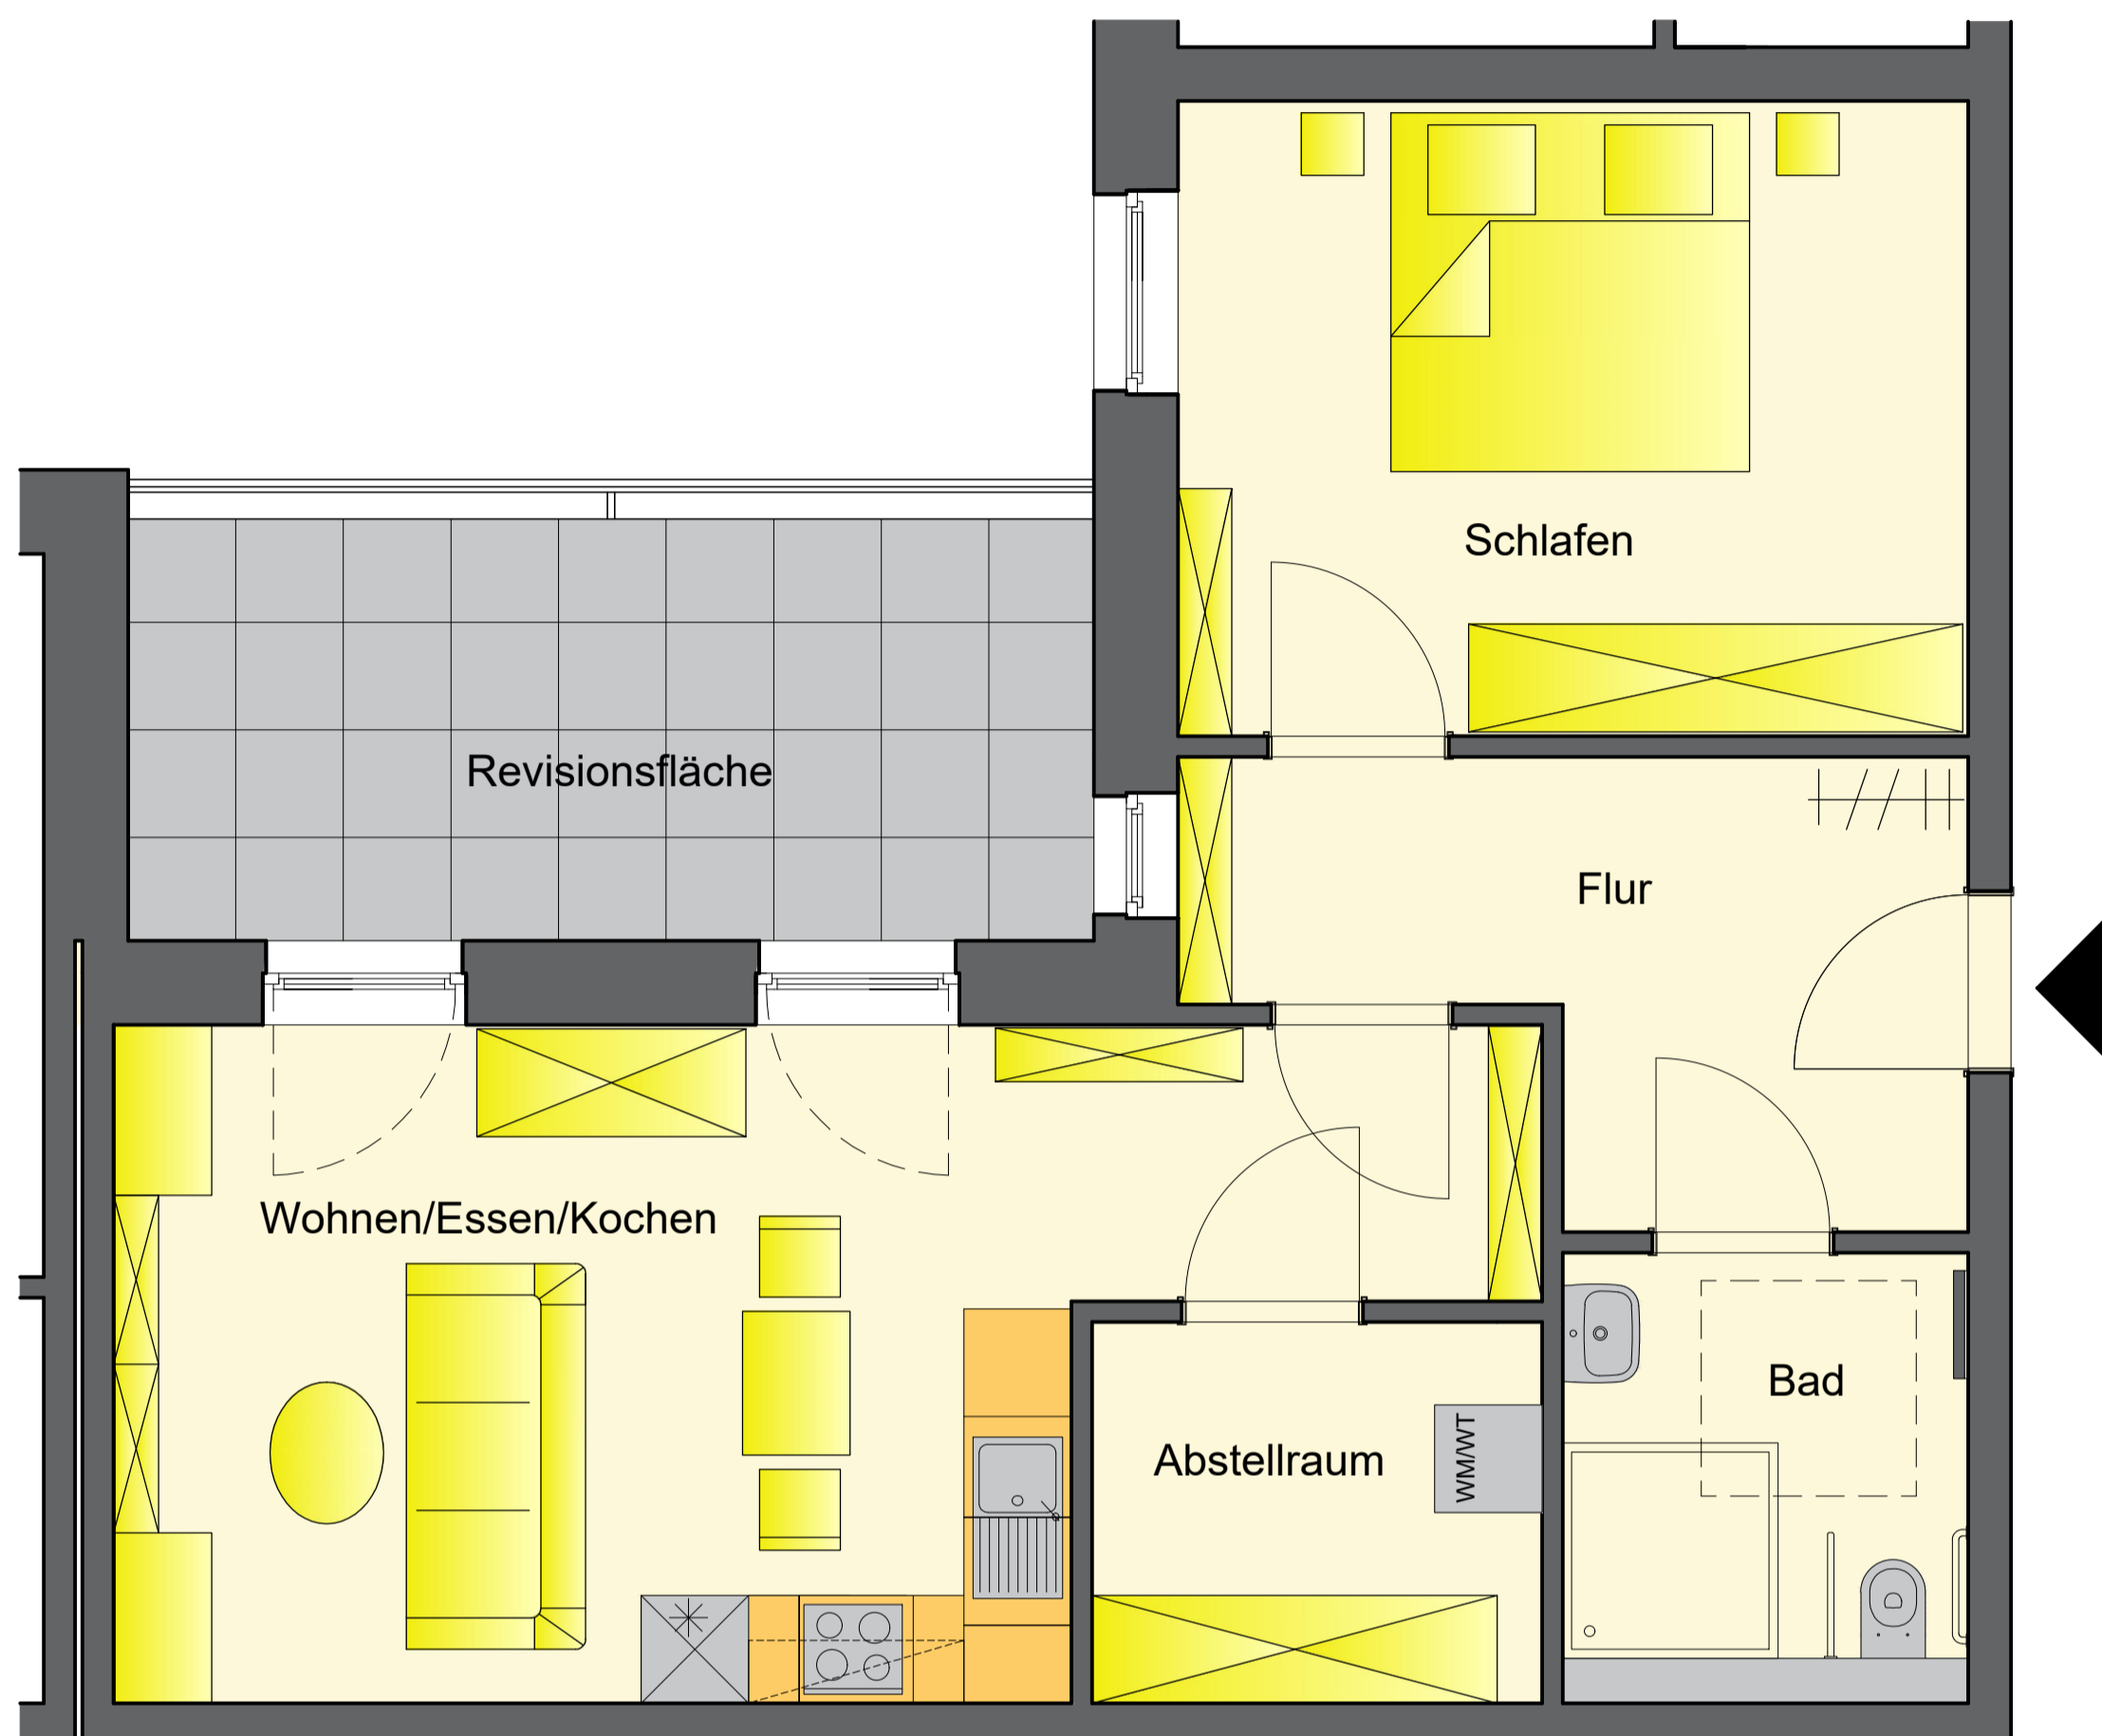 Schlafen
Revisionsfläche
Flur
Wohnen/Essen/Kochen
Bad
Abstellraum
WM/WT